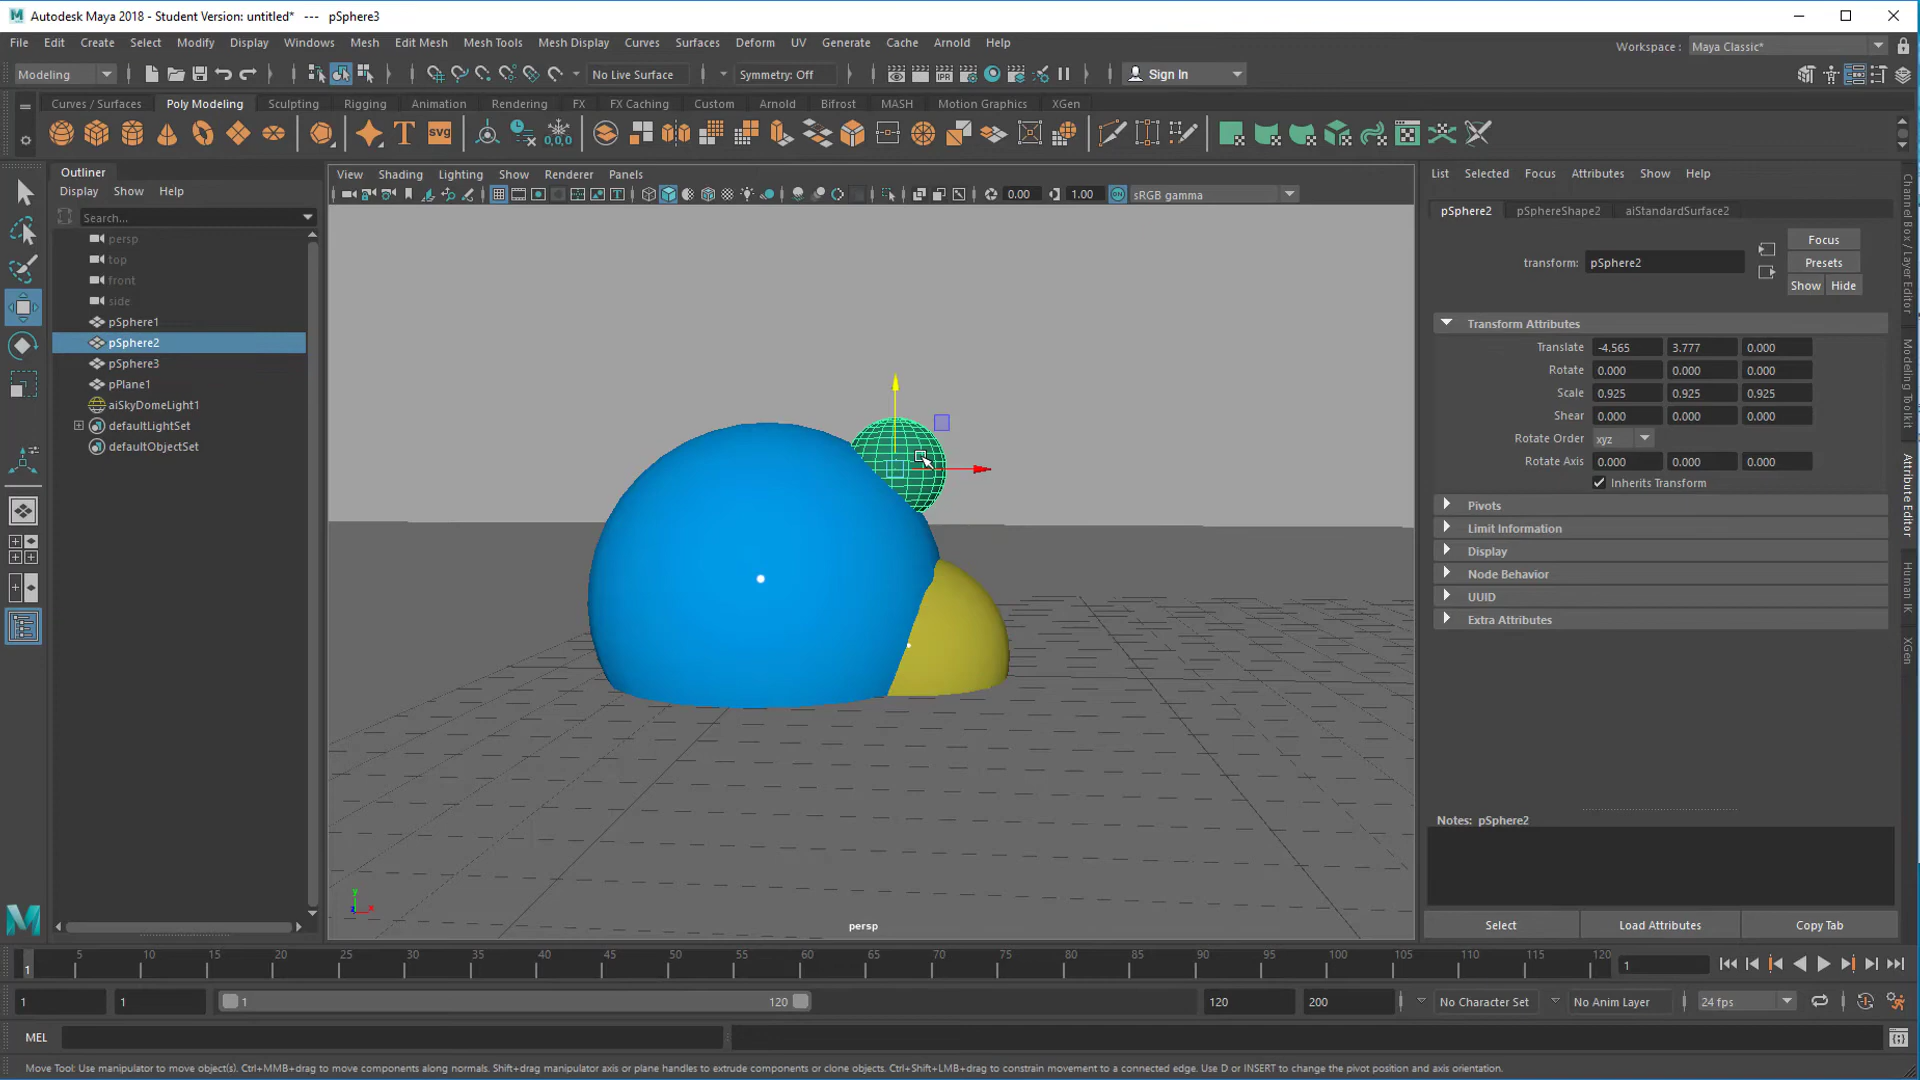 Autodesk Maya 2018 - Student Version: untitled* --- pSphere3
File Edit Create Select Modify Display Windows Mesh Edit Mesh Mesh Tools Mesh Display Curves Surfaces Deform UV Generate Cache Arnold Help
Workspace : Maya Classic*
Modeling No Live Surface Symmetry: Off Sign In
Curves / Surfaces Poly Modeling Sculpting Rigging Animation Rendering FX FX Caching Custom Arnold Bifrost MASH Motion Graphics XGen
Outliner
Display Show Help
Search...
persp
top
front
side
pSphere1
pSphere2
pSphere3
pPlane1
aiSkyDomeLight1
defaultLightSet
defaultObjectSet
View Shading Lighting Show Renderer Panels
0.00 1.00 sRGB gamma
persp
List Selected Focus Attributes Show Help
pSphere2 pSphereShape2 aiStandardSurface2
Focus
transform: pSphere2
Presets
Show Hide
Transform Attributes
Translate -4.565 3.777 0.000
Rotate 0.000 0.000 0.000
Scale 0.925 0.925 0.925
Shear 0.000 0.000 0.000
Rotate Order xyz
Rotate Axis 0.000 0.000 0.000
Inherits Transform
Pivots
Limit Information
Display
Node Behavior
UUID
Extra Attributes
Notes: pSphere2
Select Load Attributes Copy Tab
Channel Box / Layer Editor
Modeling Toolkit
Attribute Editor
Human IK
XGen
1 5 10 15 20 25 30 35 40 45 50 55 60 65 70 75 80 85 90 95 100 105 110 115 120 1
1 1 1 120 120 200 No Character Set No Anim Layer 24 fps
MEL
Move Tool: Use manipulator to move object(s). Ctrl+MMB+drag to move components along normals. Shift+drag manipulator axis or plane handles to extrude components or clone objects. Ctrl+Shift+LMB+drag to constrain movement to a connected edge. Use D or INSERT to change the pivot position and axis orientation.